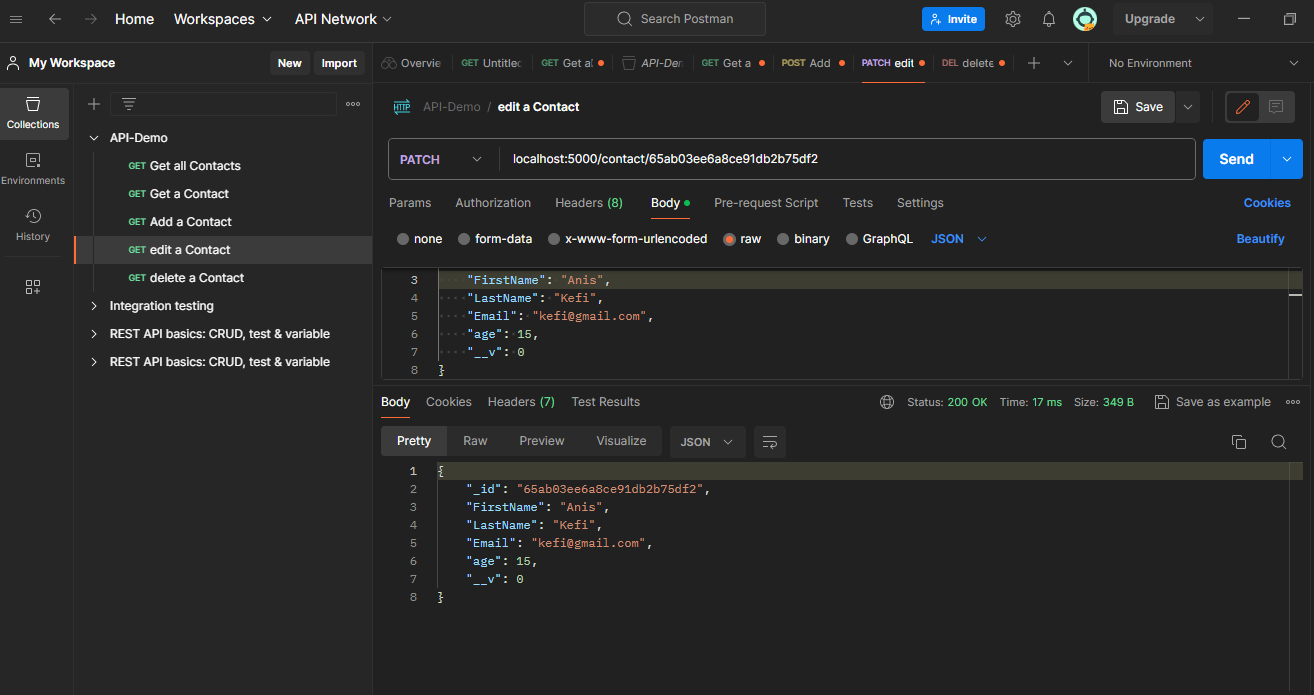 Home Workspaces API Network Search Postman Invite Upgrade
My Workspace New Import Overvie GET Untitlec GET Get al API-Der GET Get a POST Add PATCH edit DEL delete No Environment
Collections
Environments
History
API-Demo
GET Get all Contacts
GET Get a Contact
GET Add a Contact
GET edit a Contact
GET delete a Contact
Integration testing
REST API basics: CRUD, test & variable
REST API basics: CRUD, test & variable
HTTP API-Demo / edit a Contact Save
PATCH localhost:5000/contact/65ab03ee6a8ce91db2b75df2 Send
Params Authorization Headers (8) Body Pre-request Script Tests Settings Cookies
none form-data x-www-form-urlencoded raw binary GraphQL JSON Beautify
3 "FirstName": "Anis",
4 "LastName": "Kefi",
5 "Email": "kefi@gmail.com",
6 "age": 15,
7 "__v": 0
8 }
Body Cookies Headers (7) Test Results Status: 200 OK Time: 17 ms Size: 349 B Save as example
Pretty Raw Preview Visualize JSON
1 {
2 "_id": "65ab03ee6a8ce91db2b75df2",
3 "FirstName": "Anis",
4 "LastName": "Kefi",
5 "Email": "kefi@gmail.com",
6 "age": 15,
7 "__v": 0
8 }